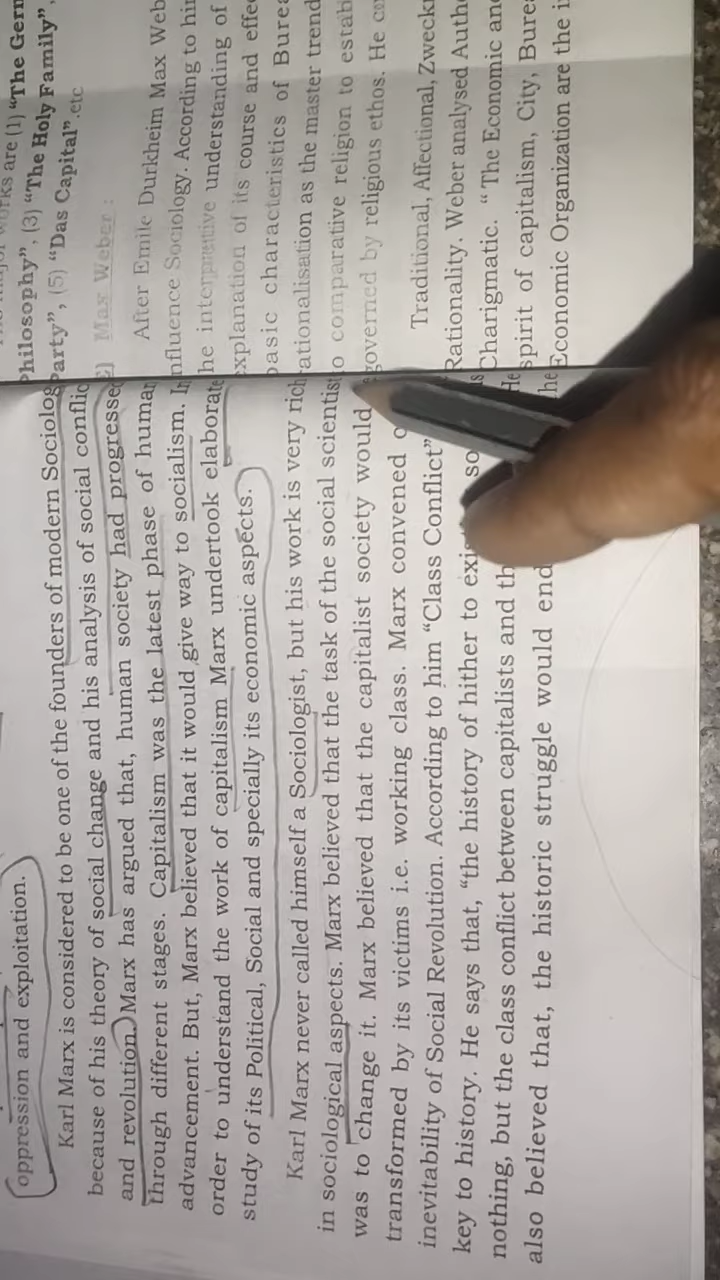 oppression and exploitation.
Karl Marx is considered to be one of the founders of modern Sociolog
because of his theory of social change and his analysis of social conflic
and revolution. Marx has argued that, human society had progressed
through different stages. Capitalism was the latest phase of human
advancement. But, Marx believed that it would give way to socialism. In
order to understand the work of capitalism Marx undertook elaborate
study of its Political, Social and specially its economic aspects.
Karl Marx never called himself a Sociologist, but his work is very rich
in sociological aspects. Marx believed that the task of the social scientist
was to change it. Marx believed that the capitalist society would
transformed by its victims i.e. working class. Marx convened
inevitability of Social Revolution. According to him “Class Conflict”
key to history. He says that, “the history of hither to so
nothing, but the class conflict between capitalists and He
also believed that, the historic struggle would end the
works are (1) “The Gerr
Philosophy”, (3) “The Holy Family”,
Party”, (5) “Das Capital”.etc
Max Weber :
After Emile Durkheim Max Web
nfluence Sociology. According to hir
he interpretive understanding of
explanation of its course and effe
basic characteristics of Burea
rationalisation as the master trend
o comparative religion to estab
governed by religious ethos. He co
Traditional, Affectional, Zweckr
Rationality. Weber analysed Auth
Charigmatic. “ The Economic and
Spirit of capitalism, City, Bure
Economic Organization are the i